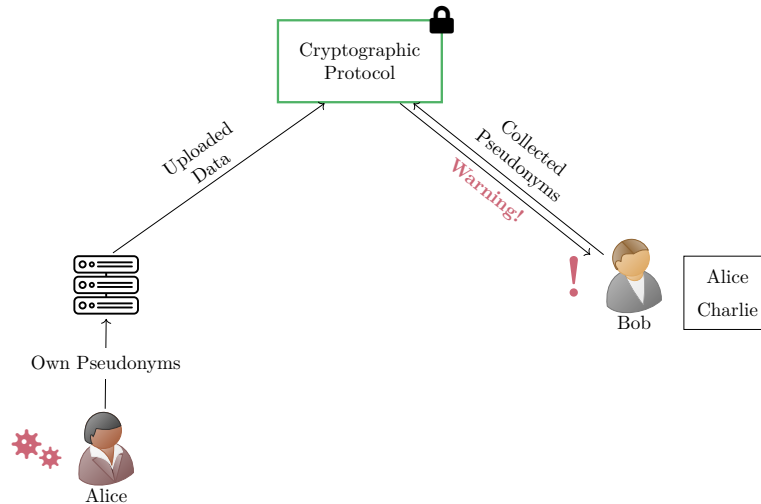 Cryptographic
Protocol
Uploaded
Data
Collected
Pseudonyms
Warning!
!
Bob
Alice
Charlie
Own Pseudonyms
Alice